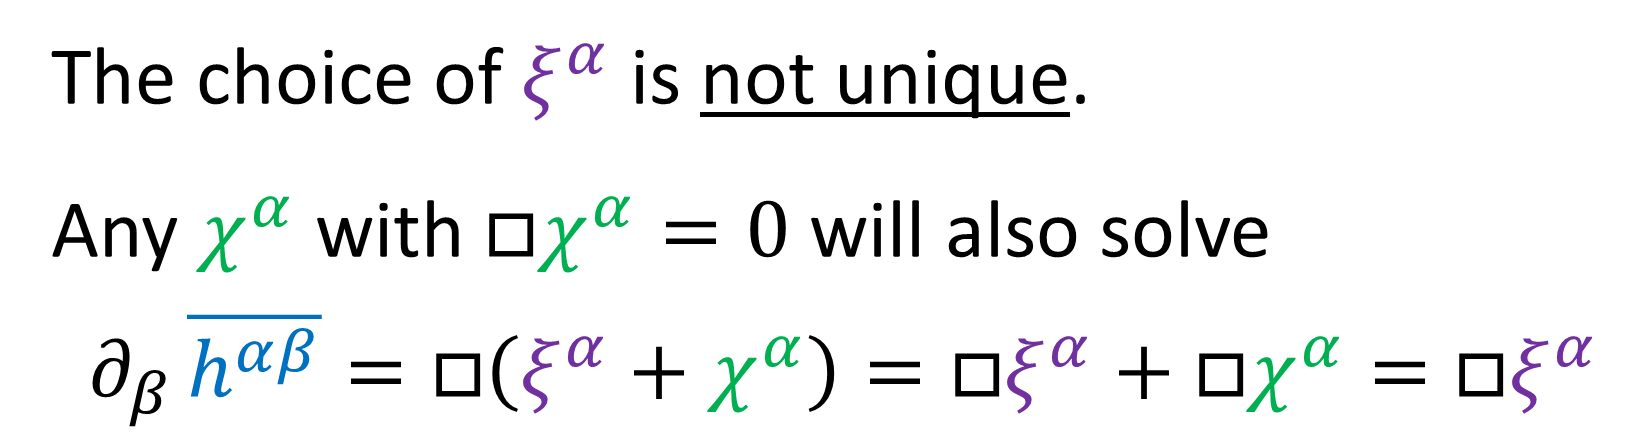 The choice of ξ^α is not unique.
Any χ^α with □χ^α = 0 will also solve
∂_β \overline{h^{αβ}} = □(ξ^α + χ^α) = □ξ^α + □χ^α = □ξ^α